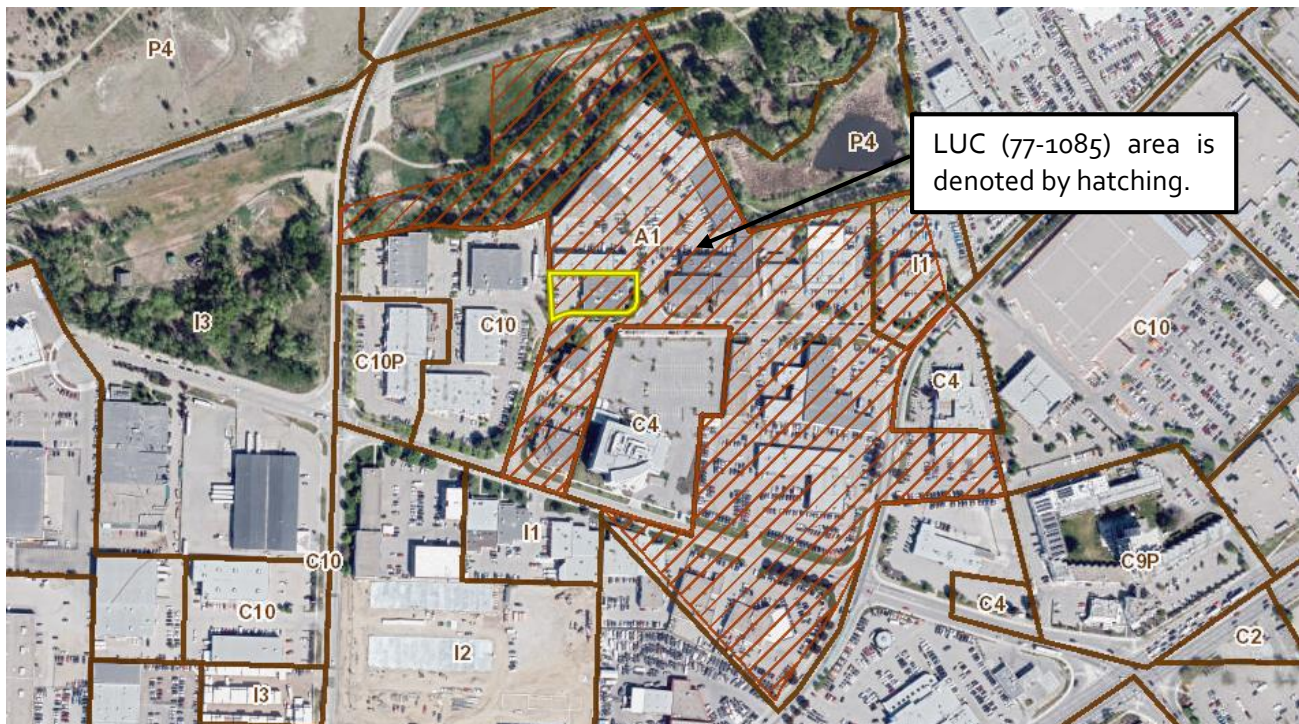 P4
P4
LUC (77-1085) area is
denoted by hatching.
A1
I1
I3
C10
C10
C10P
C4
C4
I1
C10
C9P
C4
C10
I2
C2
I3